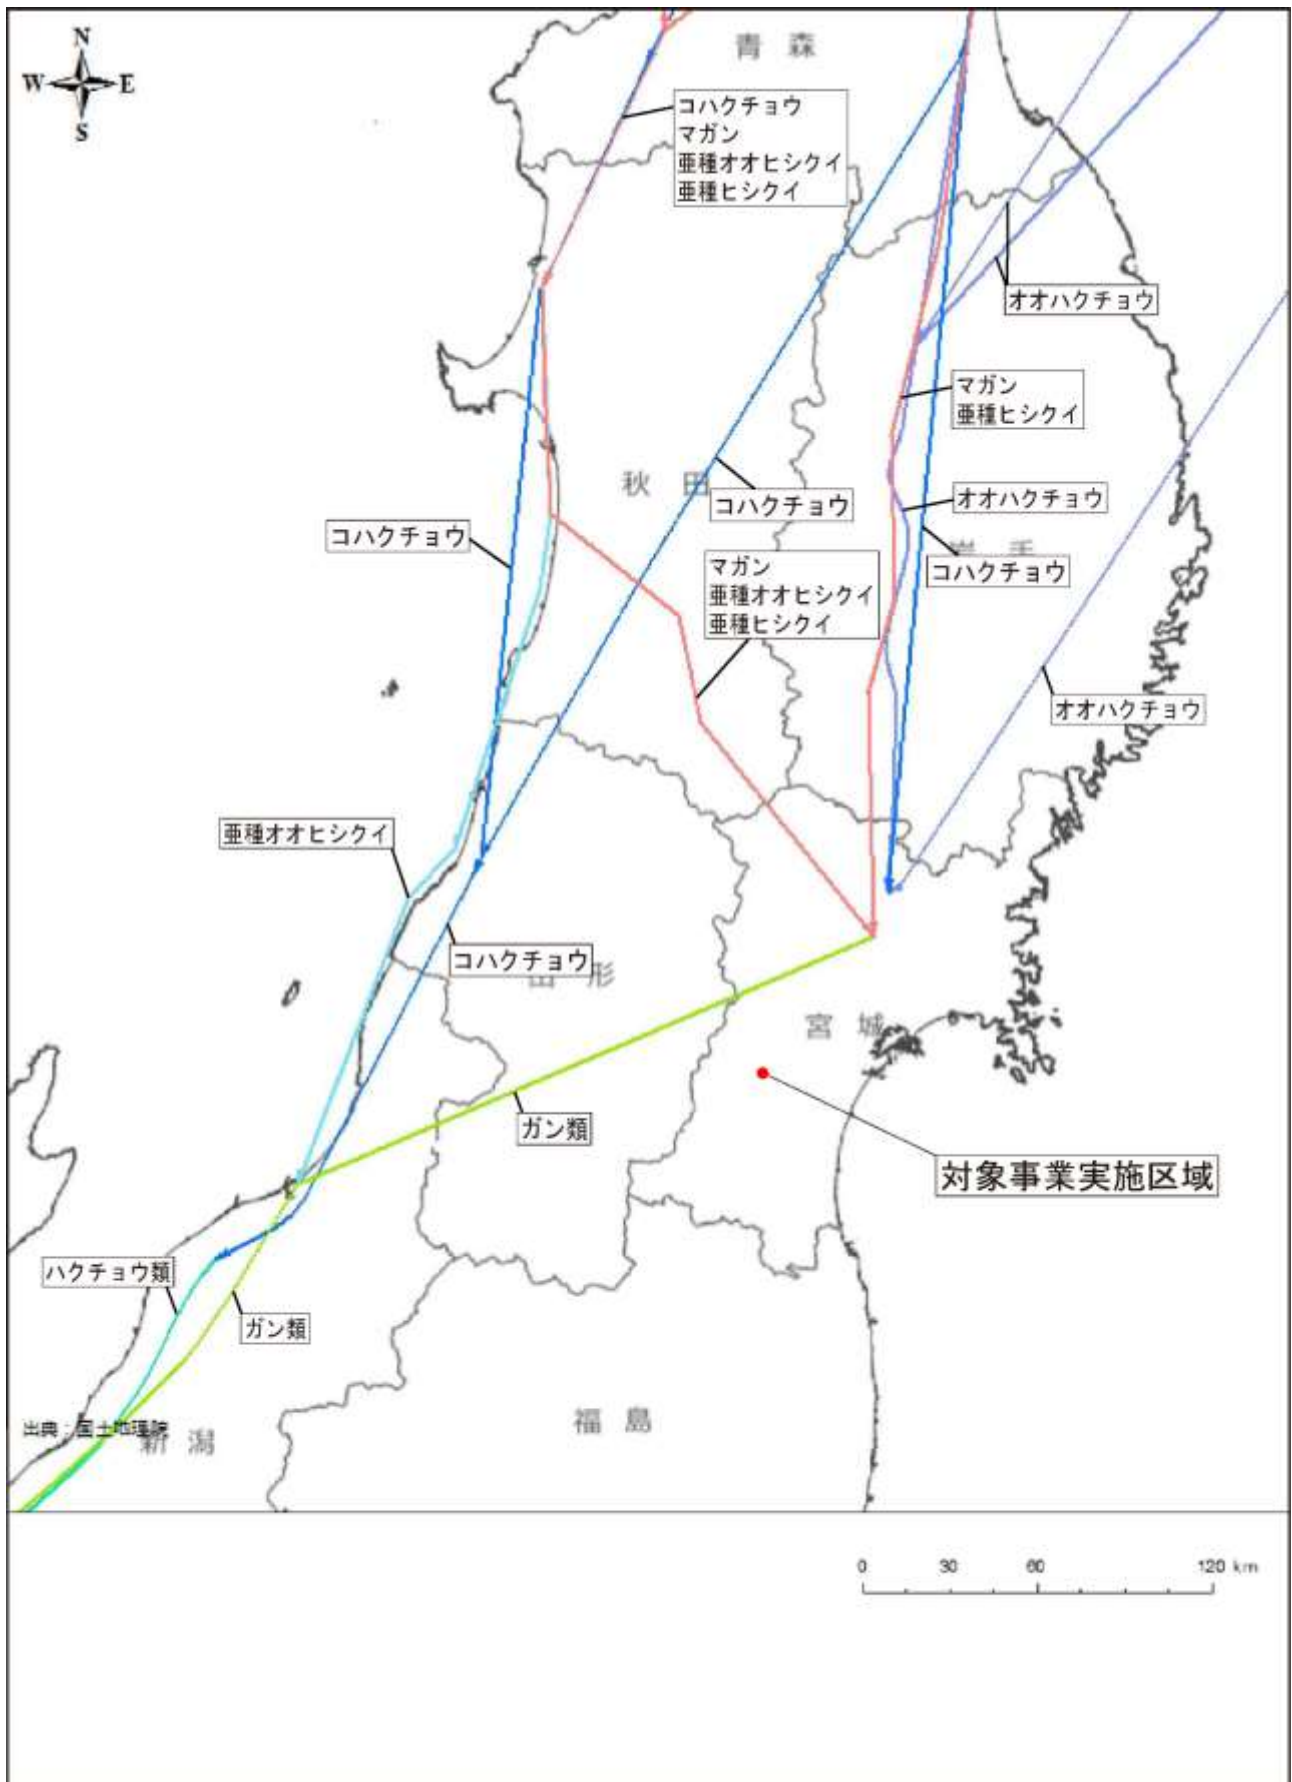 N
W
E
S
青森
コハクチョウ
マガン
亜種オオヒシクイ
亜種ヒシクイ
オオハクチョウ
マガン
亜種ヒシクイ
秋田
コハクチョウ
オオハクチョウ
コハクチョウ
岩手
コハクチョウ
マガン
亜種オオヒシクイ
亜種ヒシクイ
オオハクチョウ
亜種オオヒシクイ
コハクチョウ
山形
宮城
ガン類
対象事業実施区域
ハクチョウ類
ガン類
出典:国土地理院
新潟
福島
0 30 60 120 km